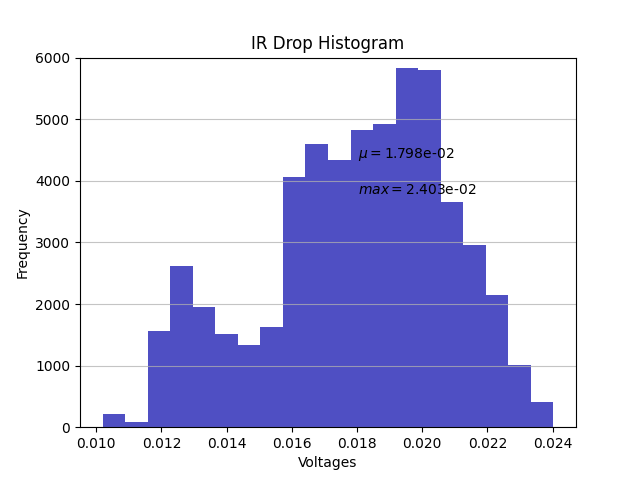 IR Drop Histogram
6000
5000
4000
3000
2000
1000
0
Frequency
μ = 1.798e-02
max = 2.403e-02
0.010 0.012 0.014 0.016 0.018 0.020 0.022 0.024
Voltages